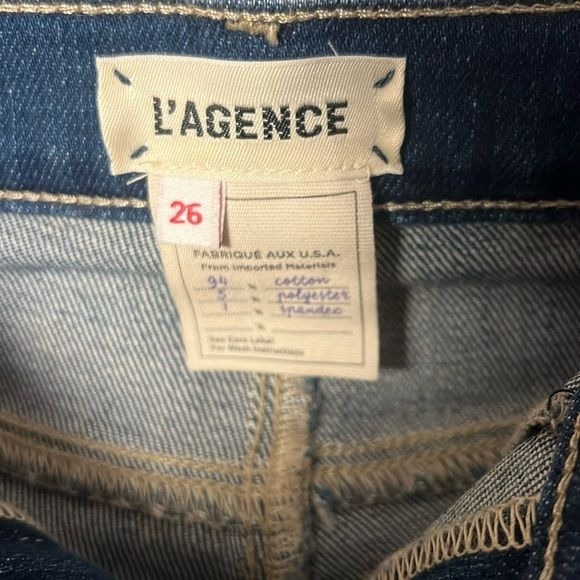 L'AGENCE
26
FABRIQUÉ AUX U.S.A.
From Imported Materials
94 % cotton
5 % polyester
1 % spandex
%
See Care Label
For Wash Instructions